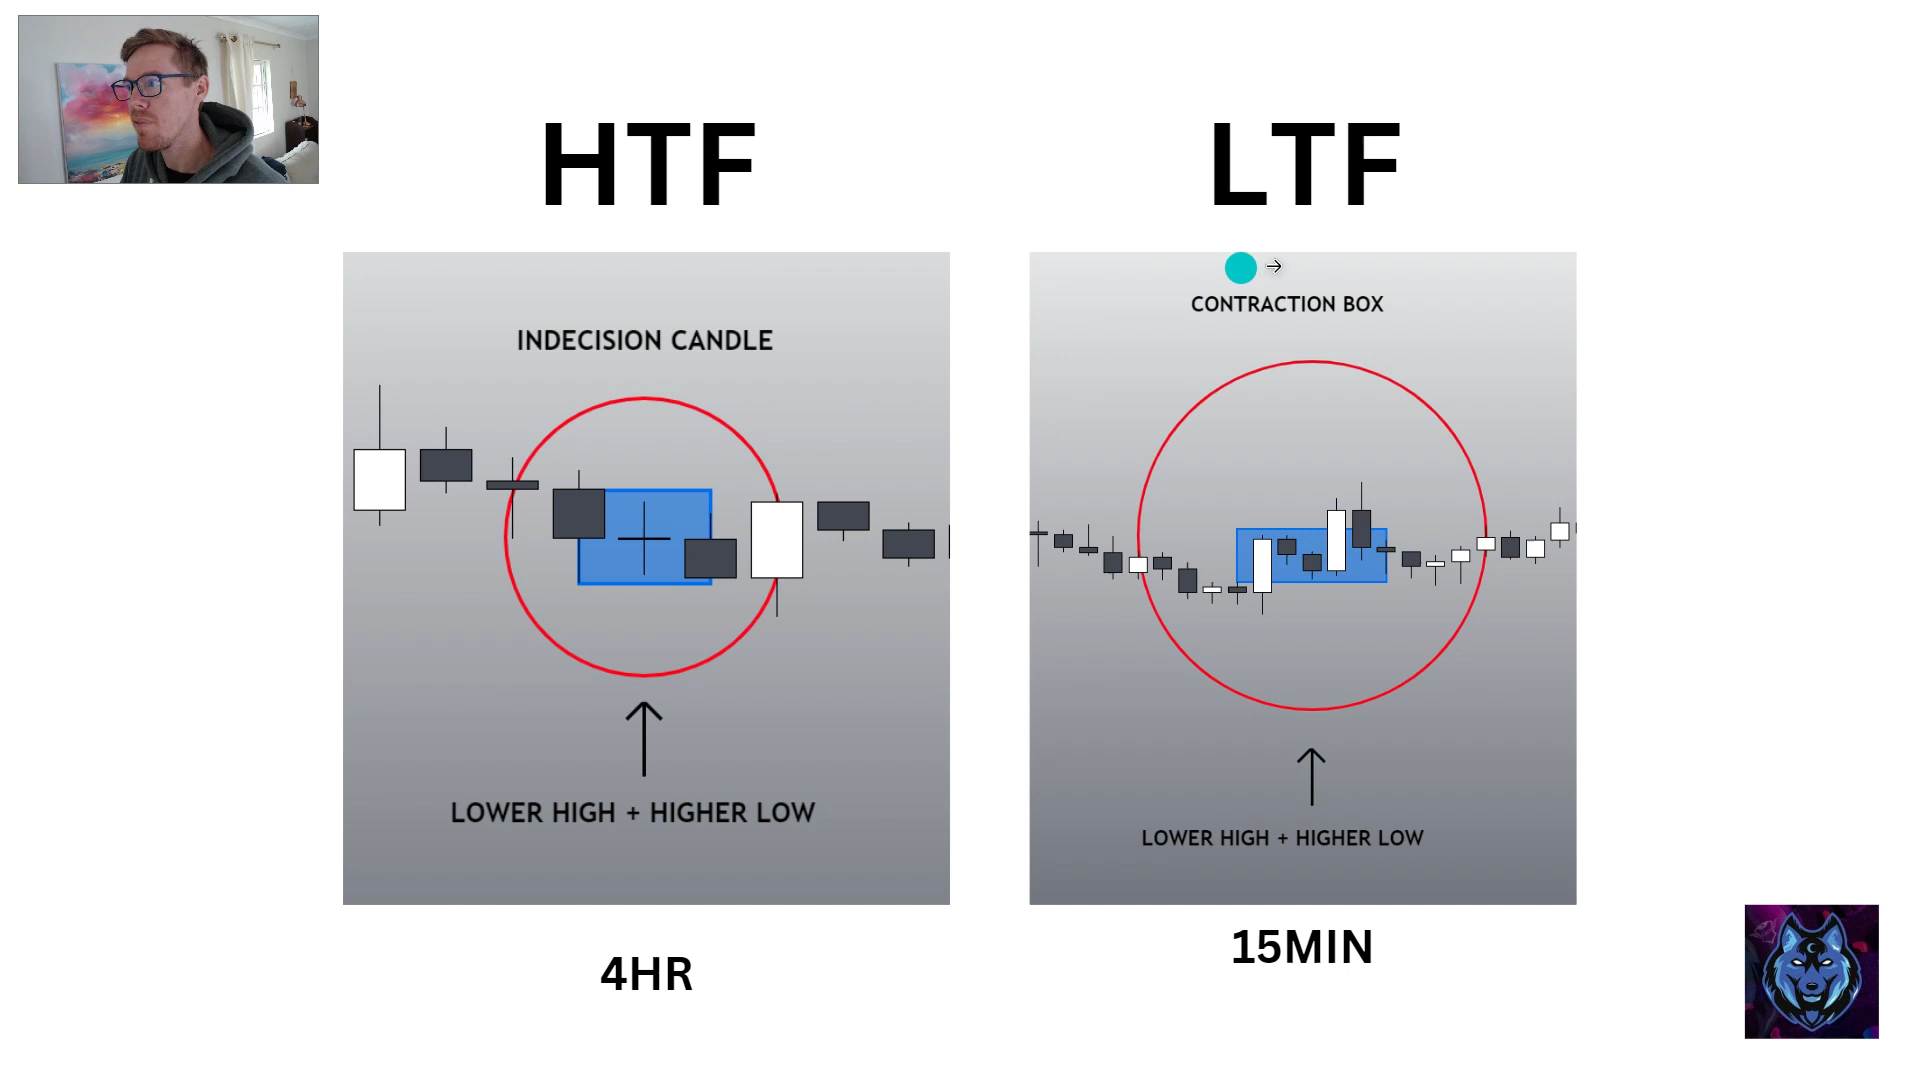 HTF
LTF
INDECISION CANDLE
CONTRACTION BOX
LOWER HIGH + HIGHER LOW
LOWER HIGH + HIGHER LOW
4HR
15MIN